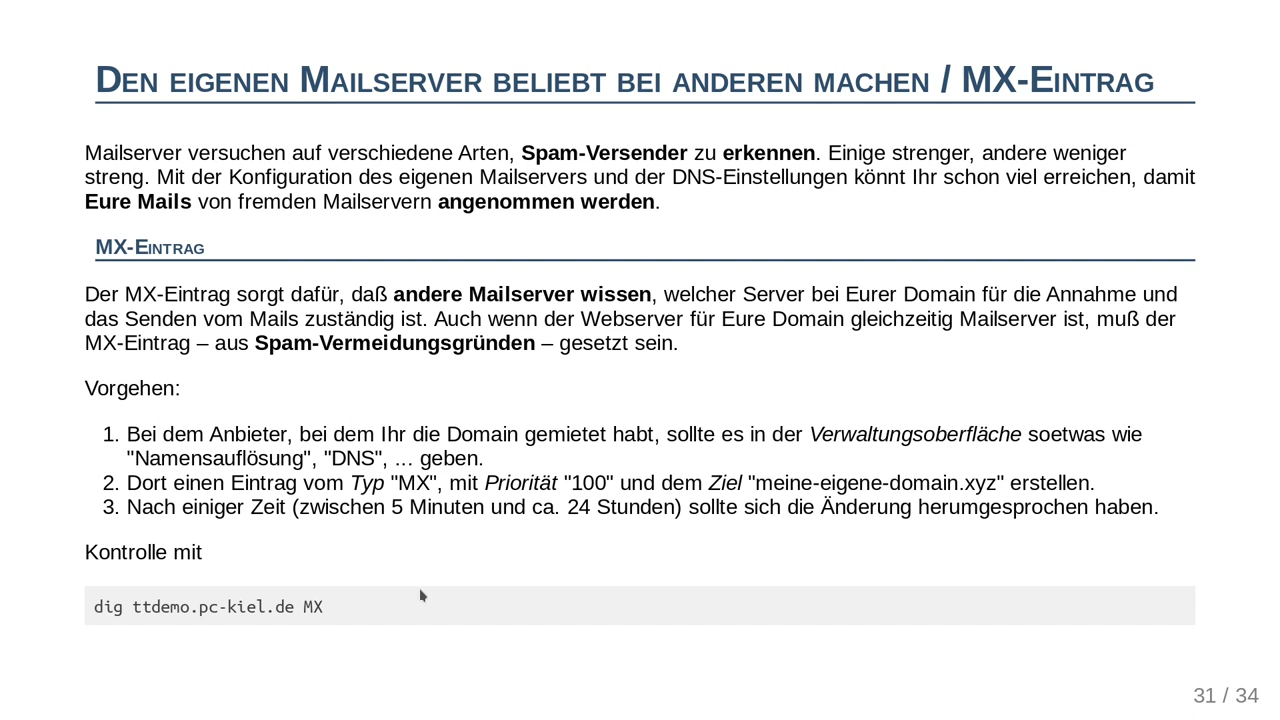 Den eigenen Mailserver beliebt bei anderen machen / MX-Eintrag
Mailserver versuchen auf verschiedene Arten, Spam-Versender zu erkennen. Einige strenger, andere weniger
streng. Mit der Konfiguration des eigenen Mailservers und der DNS-Einstellungen könnt Ihr schon viel erreichen, damit
Eure Mails von fremden Mailservern angenommen werden.
MX-Eintrag
Der MX-Eintrag sorgt dafür, daß andere Mailserver wissen, welcher Server bei Eurer Domain für die Annahme und
das Senden vom Mails zuständig ist. Auch wenn der Webserver für Eure Domain gleichzeitig Mailserver ist, muß der
MX-Eintrag – aus Spam-Vermeidungsgründen – gesetzt sein.
Vorgehen:
1. Bei dem Anbieter, bei dem Ihr die Domain gemietet habt, sollte es in der Verwaltungsoberfläche soetwas wie
"Namensauflösung", "DNS", ... geben.
2. Dort einen Eintrag vom Typ "MX", mit Priorität "100" und dem Ziel "meine-eigene-domain.xyz" erstellen.
3. Nach einiger Zeit (zwischen 5 Minuten und ca. 24 Stunden) sollte sich die Änderung herumgesprochen haben.
Kontrolle mit
dig ttdemo.pc-kiel.de MX
31 / 34